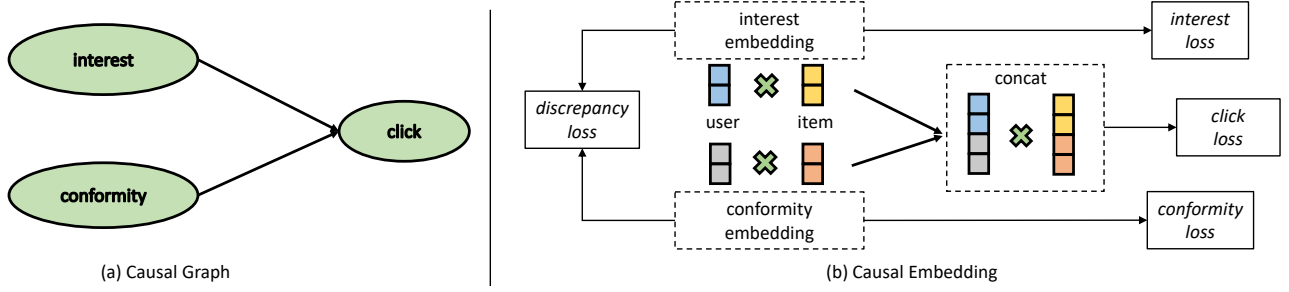 interest
click
conformity
(a) Causal Graph
interest
embedding
interest
loss
discrepancy
loss
user
item
concat
click
loss
conformity
embedding
conformity
loss
(b) Causal Embedding